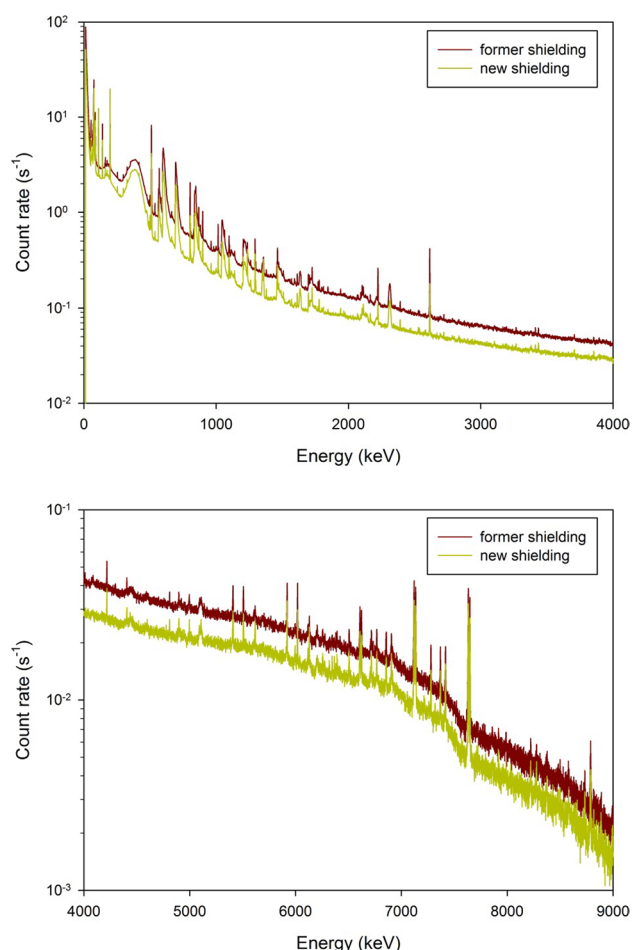 10²
former shielding
new shielding
10¹
Count rate (s⁻¹)
10⁰
10⁻¹
10⁻²
0 1000 2000 3000 4000
Energy (keV)
10⁻¹
former shielding
new shielding
Count rate (s⁻¹)
10⁻²
10⁻³
4000 5000 6000 7000 8000 9000
Energy (keV)